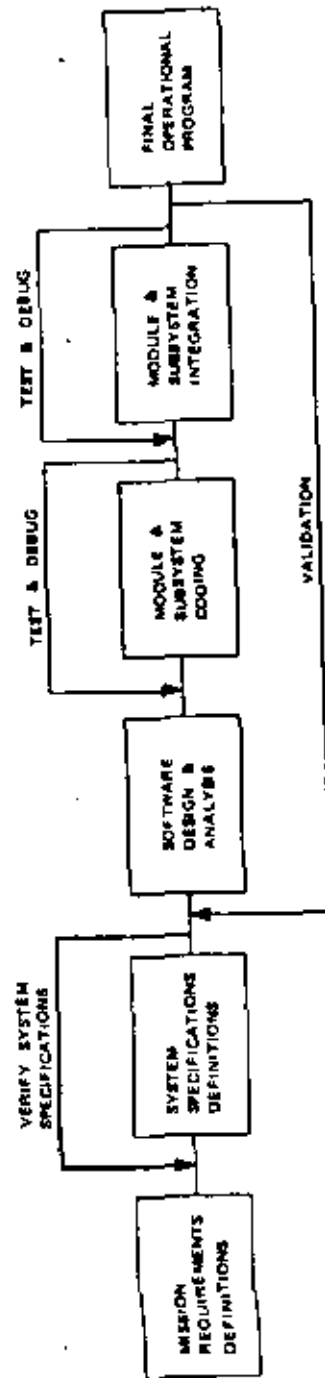 MISSION
REQUIREMENTS
DEFINITIONS
VERIFY SYSTEM
SPECIFICATIONS
SYSTEM
SPECIFICATIONS
DEFINITIONS
SOFTWARE
DESIGN &
ANALYSIS
TEST & DEBUG
MODULE &
SUBSYSTEM
CODING
TEST & DEBUG
MODULE &
SUBSYSTEM
INTEGRATION
FINAL
OPERATIONAL
PROGRAM
VALIDATION